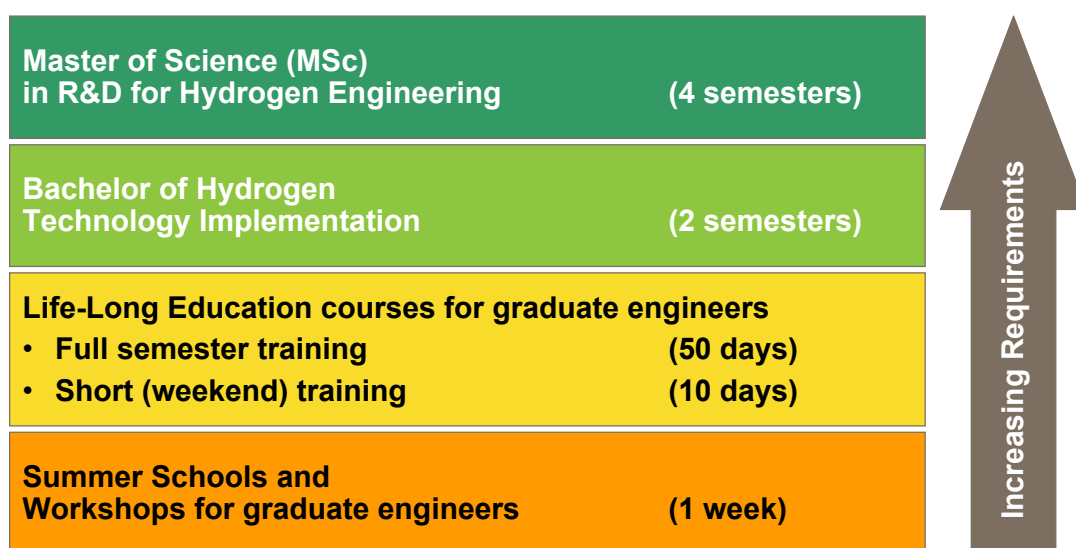 Master of Science (MSc)
in R&D for Hydrogen Engineering (4 semesters)
Bachelor of Hydrogen
Technology Implementation (2 semesters)
Life-Long Education courses for graduate engineers
• Full semester training (50 days)
• Short (weekend) training (10 days)
Summer Schools and
Workshops for graduate engineers (1 week)
Increasing Requirements